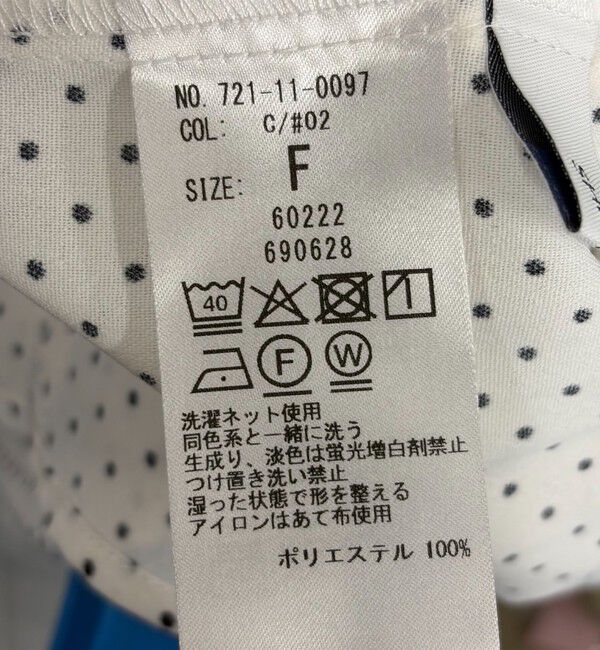 NO. 721-11-0097
COL: C/#02
SIZE: F
60222
690628
40
F W
洗濯ネット使用
同色系と一緒に洗う
生成り、淡色は蛍光増白剤禁止
つけ置き洗い禁止
湿った状態で形を整える
アイロンはあて布使用
ポリエステル 100%